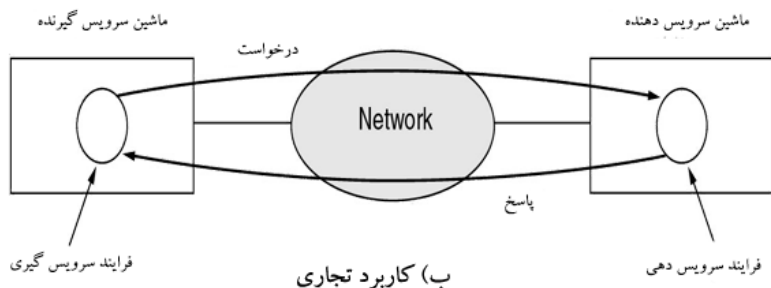 ماشین سرویس دهنده
ماشین سرویس گیرنده
درخواست
Network
پاسخ
فرایند سرویس دهی
فرایند سرویس گیری
ب) کاربرد تجاری